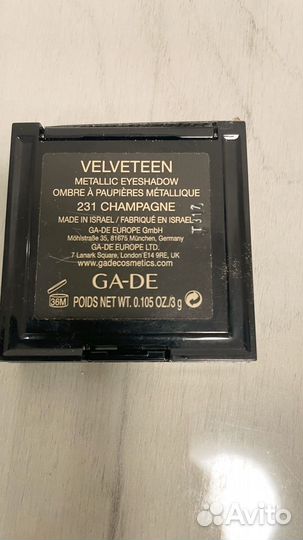 VELVETEEN
METALLIC EYESHADOW
OMBRE À PAUPIÈRES MÉTALLIQUE
231 CHAMPAGNE
MADE IN ISRAEL / FABRIQUÉ EN ISRAEL
GA-DE EUROPE GmbH
Möhlstraße 35, 81675 München, Germany
GA-DE EUROPE LTD.
7 Lanark Square, London E14 9RE, UK
www.gadecosmetics.com
GA-DE
36M
POIDS NET WT. 0.105 OZ./3 g
Avito